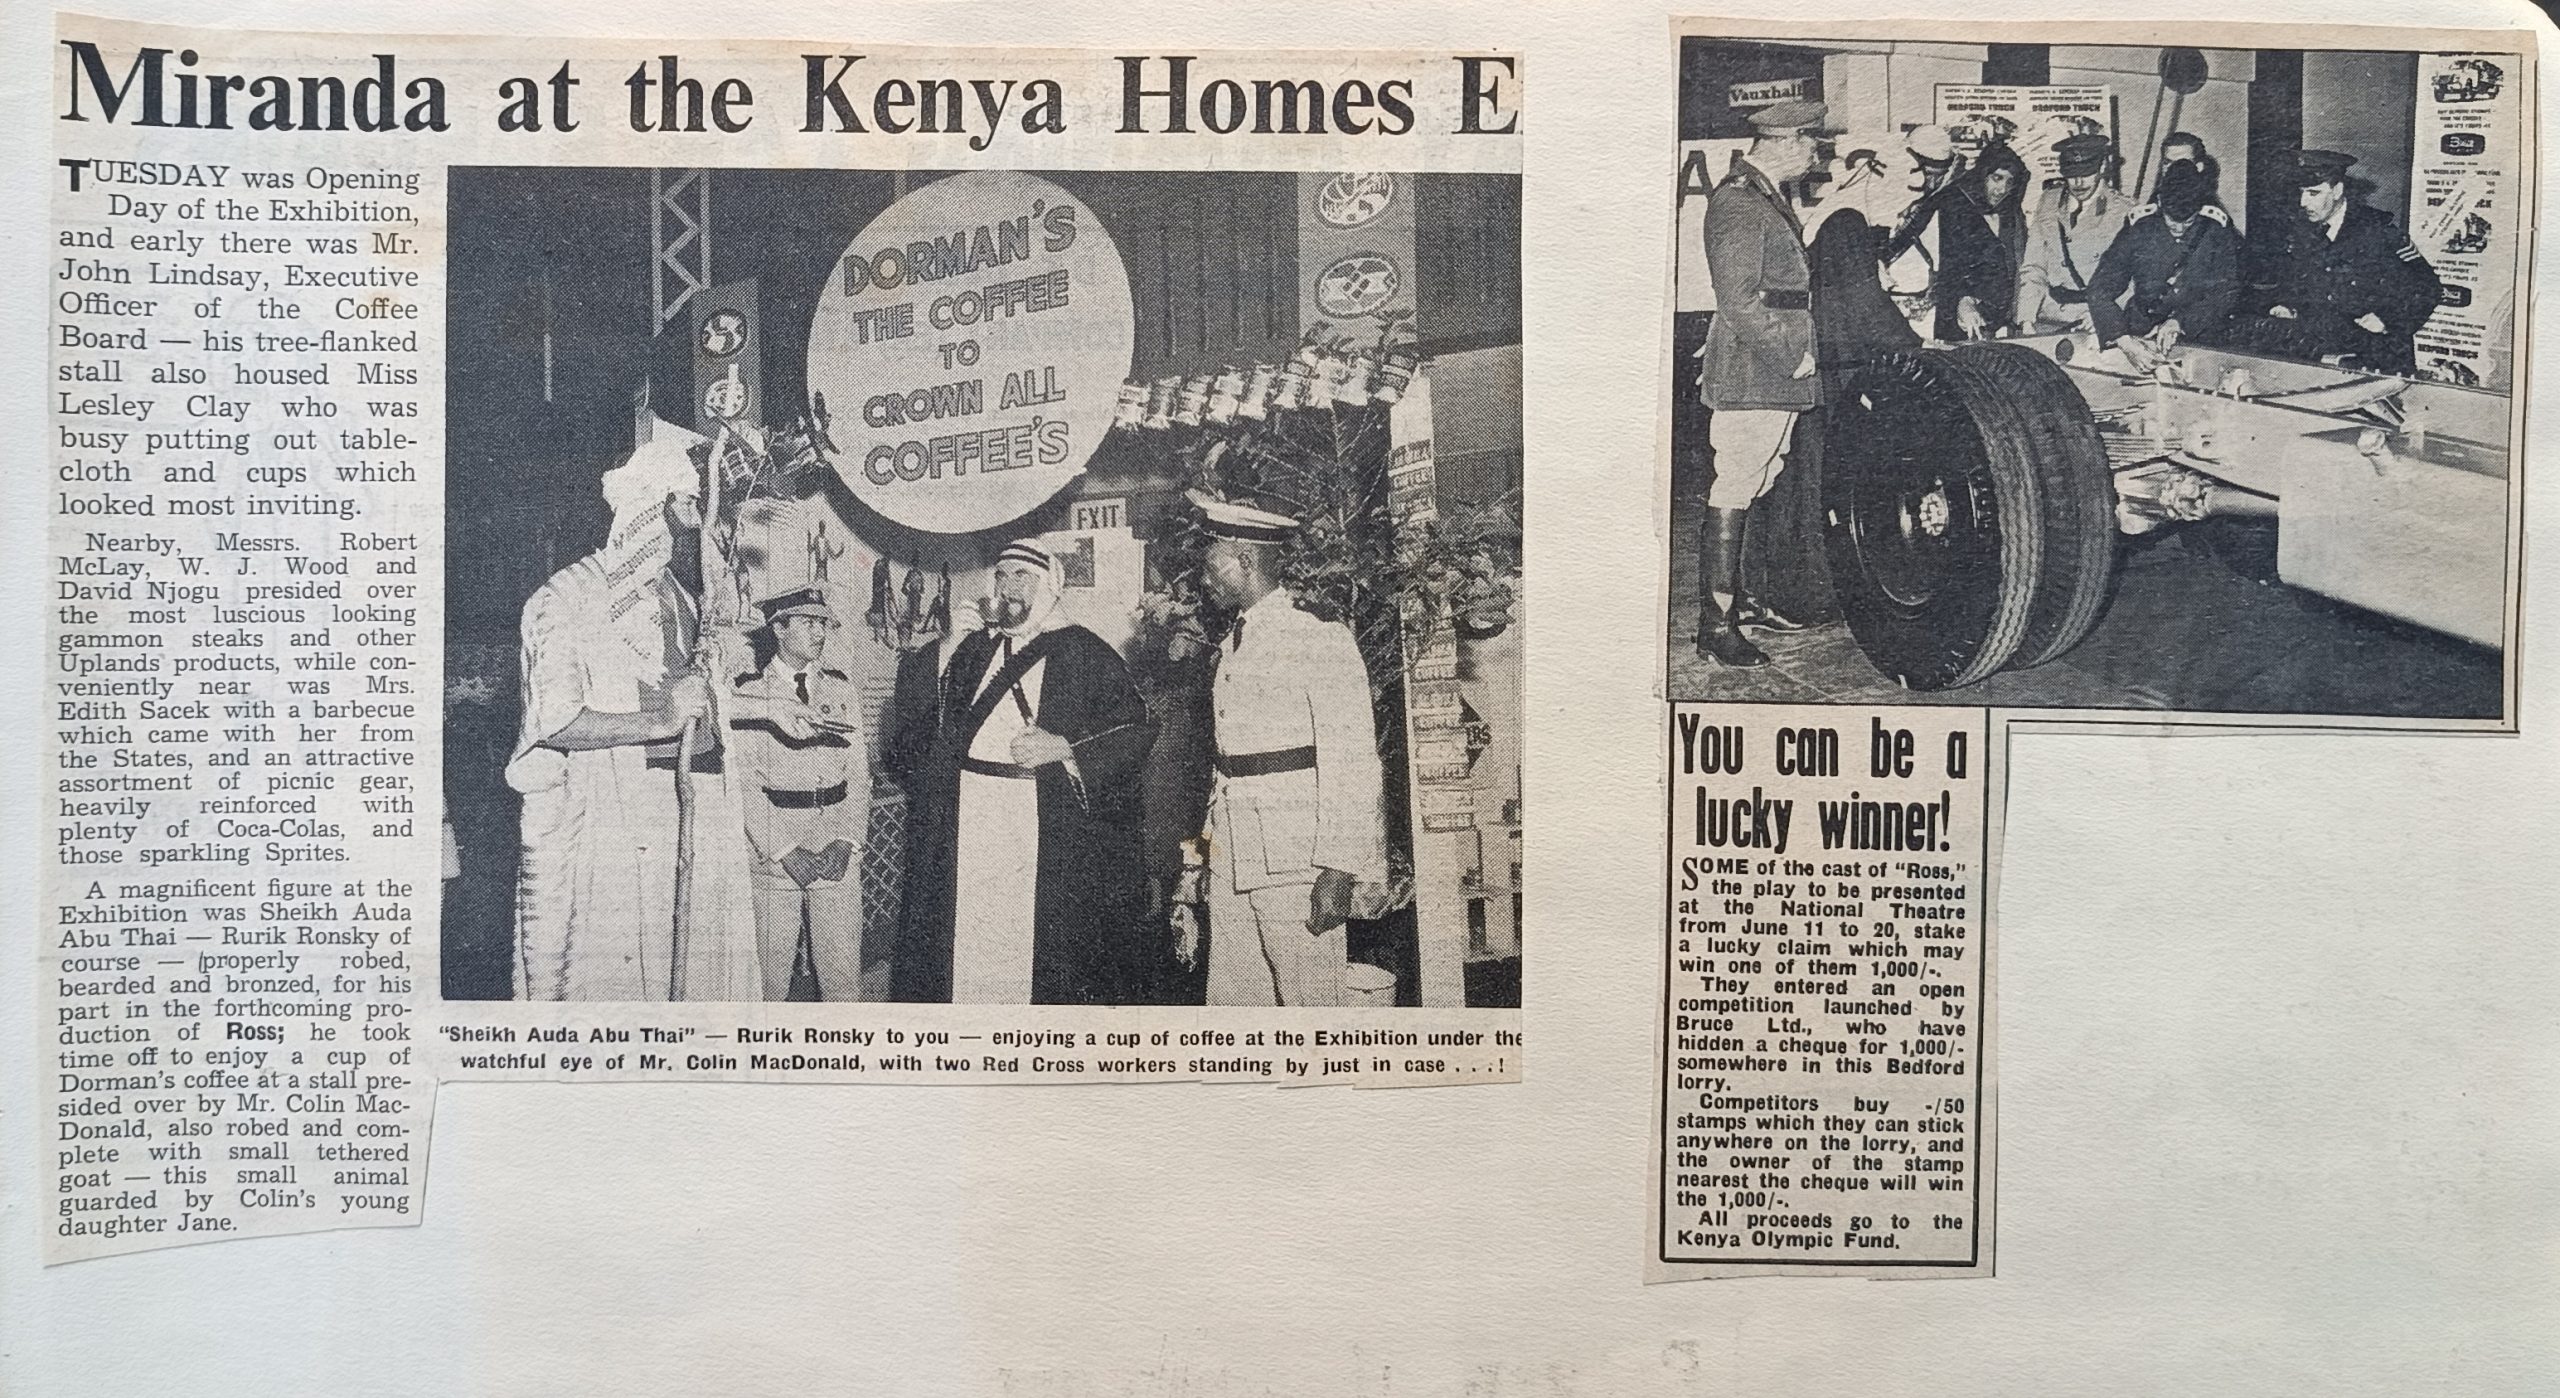 Miranda at the Kenya Homes E
TUESDAY was Opening
Day of the Exhibition,
and early there was Mr.
John Lindsay, Executive
Officer of the Coffee
Board — his tree-flanked
stall also housed Miss
Lesley Clay who was
busy putting out table-
cloth and cups which
looked most inviting.
Nearby, Messrs. Robert
McLay, W. J. Wood and
David Njogu presided over
the most luscious looking
gammon steaks and other
Uplands products, while con-
veniently near was Mrs.
Edith Sacek with a barbecue
which came with her from
the States, and an attractive
assortment of picnic gear,
heavily reinforced with
plenty of Coca-Colas, and
those sparkling Sprites.
A magnificent figure at the
Exhibition was Sheikh Auda
Abu Thai — Rurik Ronsky of
course — (properly robed,
bearded and bronzed, for his
part in the forthcoming pro-
duction of Ross; he took
time off to enjoy a cup of
Dorman's coffee at a stall pre-
sided over by Mr. Colin Mac-
Donald, also robed and com-
plete with small tethered
goat — this small animal
guarded by Colin's young
daughter Jane.
DORMAN'S
THE COFFEE
TO
CROWN ALL
COFFEE'S
EXIT
"Sheikh Auda Abu Thai" — Rurik Ronsky to you — enjoying a cup of coffee at the Exhibition under the
watchful eye of Mr. Colin MacDonald, with two Red Cross workers standing by just in case . . .!
Vauxhall
BEDFORD TRUCK
BEDFORD TRUCK
Buick
BEDFORD TRUCK
You can be a
lucky winner!
SOME of the cast of "Ross,"
the play to be presented
at the National Theatre
from June 11 to 20, stake
a lucky claim which may
win one of them 1,000/-.
They entered an open
competition launched by
Bruce Ltd., who have
hidden a cheque for 1,000/-
somewhere in this Bedford
lorry.
Competitors buy -/50
stamps which they can stick
anywhere on the lorry, and
the owner of the stamp
nearest the cheque will win
the 1,000/-.
All proceeds go to the
Kenya Olympic Fund.